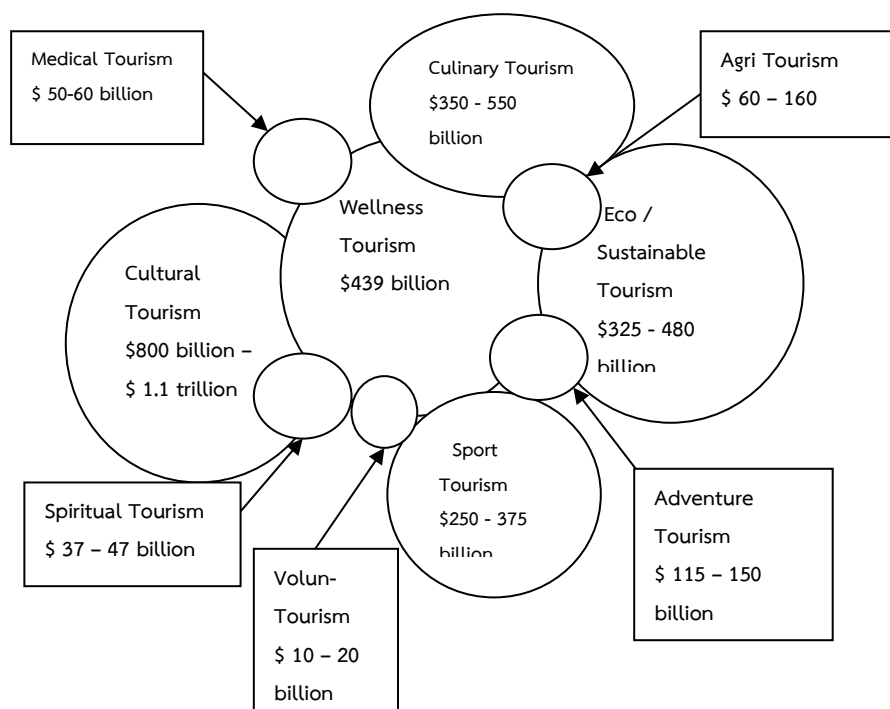 Medical Tourism
$ 50-60 billion
Culinary Tourism
$350 - 550
billion
Agri Tourism
$ 60 – 160
Wellness
Tourism
$439 billion
Eco /
Sustainable
Tourism
$325 - 480
billion
Cultural
Tourism
$800 billion –
$ 1.1 trillion
Sport
Tourism
$250 - 375
billion
Spiritual Tourism
$ 37 – 47 billion
Volun-
Tourism
$ 10 – 20
billion
Adventure
Tourism
$ 115 – 150
billion